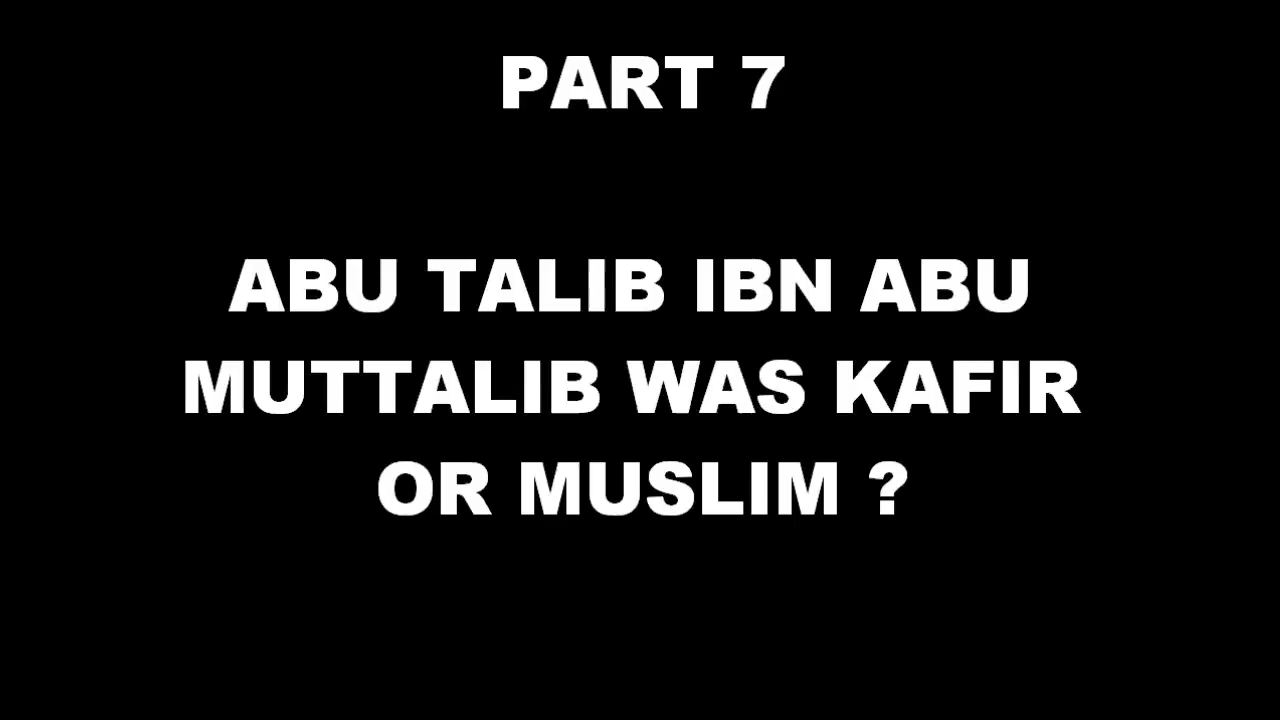 PART 7
ABU TALIB IBN ABU
MUTTALIB WAS KAFIR
OR MUSLIM ?